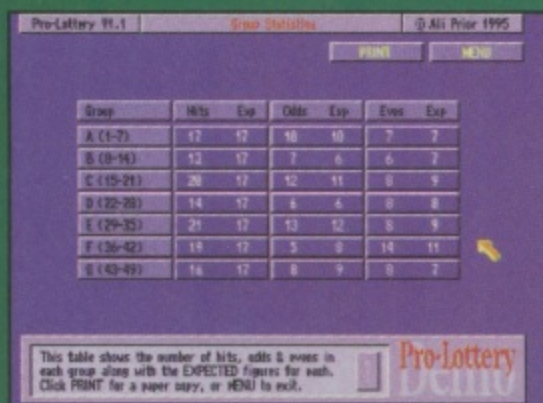 Pro-Lottery V1.1 Group Statistics © Ali Prior 1995
PRINT MENU
Group Hits Exp Odds Exp Eves Exp
A (1-7) 17 17 10 10 7 7
B (8-14) 13 17 7 6 6 7
C (15-21) 20 17 12 11 8 9
D (22-28) 14 17 6 6 8 8
E (29-35) 21 17 13 12 8 9
F (36-42) 19 17 5 8 14 11
G (43-49) 16 17 8 9 8 7
This table shows the number of hits, odds & evens in
each group along with the EXPECTED figures for each.
Click PRINT for a paper copy, or MENU to exit.
Pro-Lottery
Demo